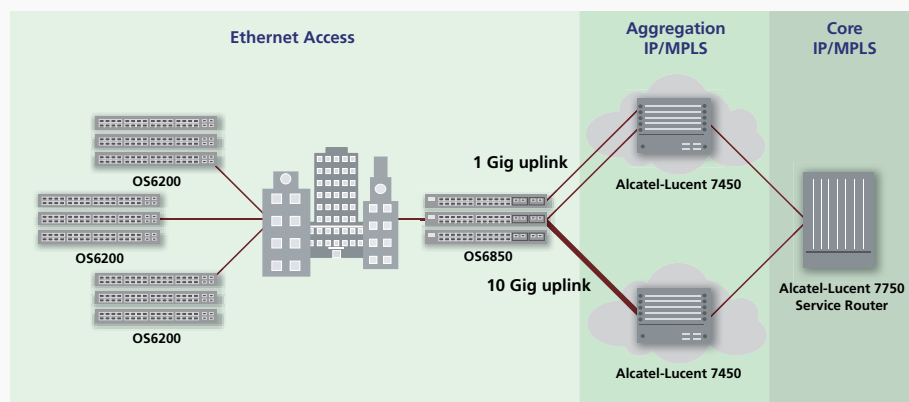 Ethernet Access
Aggregation
IP/MPLS
Core
IP/MPLS
OS6200
OS6200
OS6200
OS6850
1 Gig uplink
10 Gig uplink
Alcatel-Lucent 7450
Alcatel-Lucent 7450
Alcatel-Lucent 7750
Service Router